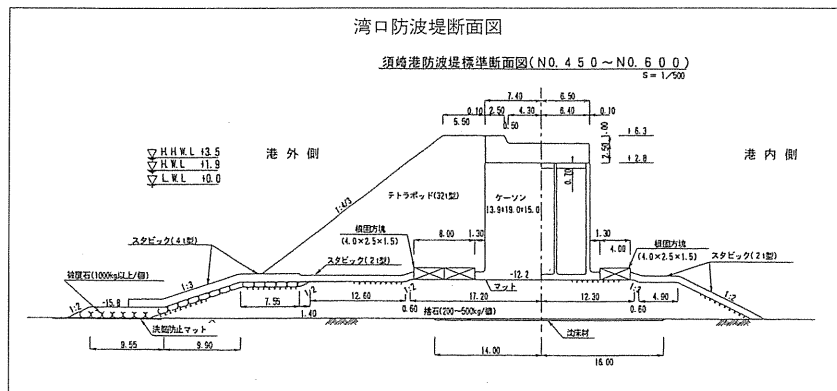 湾口防波堤断面図
須崎港防波堤標準断面図(NO.450～NO.600)
S=1/500
7.40 6.50
0.10 2.50 4.30 6.40 0.10
5.50 0.50
1.00
+6.3
2.50
+2.8
0.70
H.H.W.L +3.5
H.W.L +1.9
L.W.L +0.0
港外側
港内側
1:4/3
テトラポッド(32t型)
ケーソン
13.9×19.0×15.0
根固方塊
(4.0×2.5×1.5)
8.00 1.30
1.30
4.00
根固方塊
(4.0×2.5×1.5)
スタビック(4t型)
スタビック(2t型)
スタビック(2t型)
被覆石(1000kg以上/個)
1:3
-12.2
マット
1:2
-15.8
1:2
1:2
1:2
1:2
7.55 12.60 17.20 12.30 4.90
1.40
0.60
捨石(200～500kg/個)
0.60
洗掘防止マット
沈床材
9.55 9.90 14.00 16.00